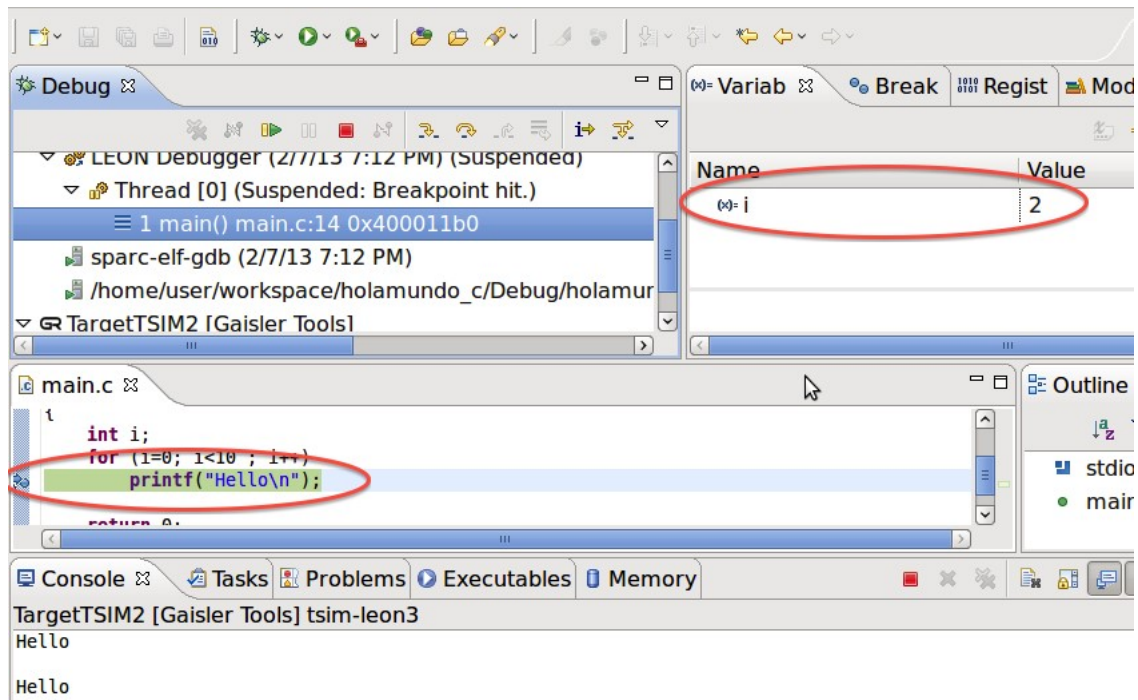 Debug
Variab
Break
Regist
Mod
LEON Debugger (2/7/13 7:12 PM) (Suspended)
Thread [0] (Suspended: Breakpoint hit.)
1 main() main.c:14 0x400011b0
sparc-elf-gdb (2/7/13 7:12 PM)
/home/user/workspace/holamundo_c/Debug/holamur
TargetTSIM2 [Gaisler Tools]
Name Value
(x)= i 2
main.c
{
int i;
for (i=0; i<10 ; i++)
printf("Hello\n");
return 0;
Outline
stdio
main
Console
Tasks
Problems
Executables
Memory
TargetTSIM2 [Gaisler Tools] tsim-leon3
Hello
Hello